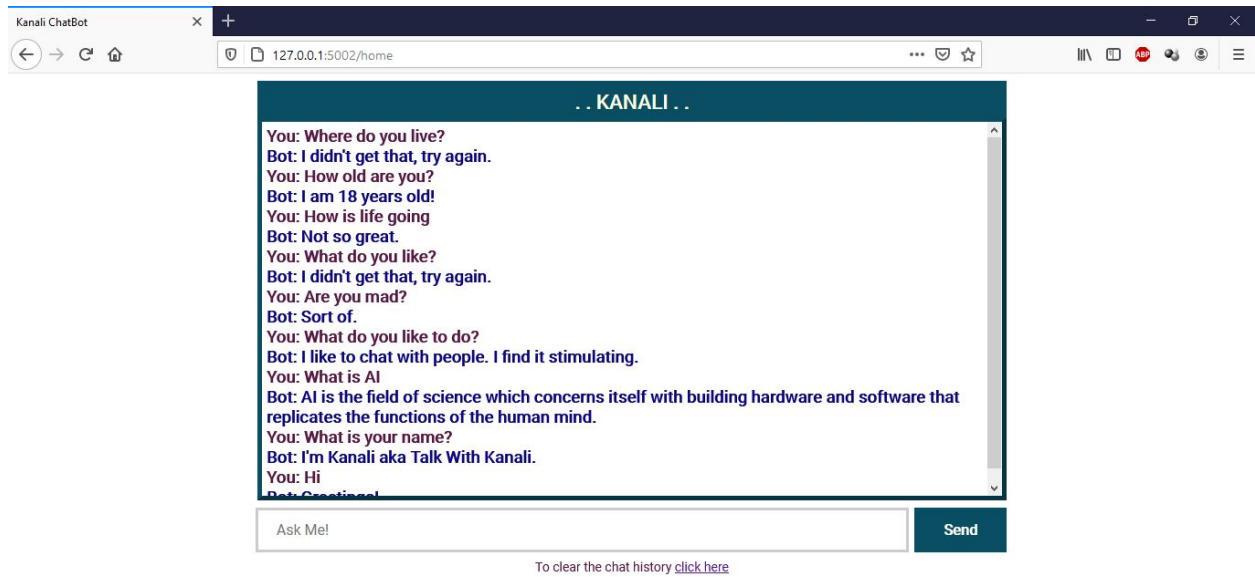 Kanali ChatBot
127.0.0.1:5002/home
ABP
. . KANALI . .
You: Where do you live?
Bot: I didn't get that, try again.
You: How old are you?
Bot: I am 18 years old!
You: How is life going
Bot: Not so great.
You: What do you like?
Bot: I didn't get that, try again.
You: Are you mad?
Bot: Sort of.
You: What do you like to do?
Bot: I like to chat with people. I find it stimulating.
You: What is AI
Bot: AI is the field of science which concerns itself with building hardware and software that
replicates the functions of the human mind.
You: What is your name?
Bot: I'm Kanali aka Talk With Kanali.
You: Hi
Bot: Greetings!
Ask Me!
Send
To clear the chat history click here